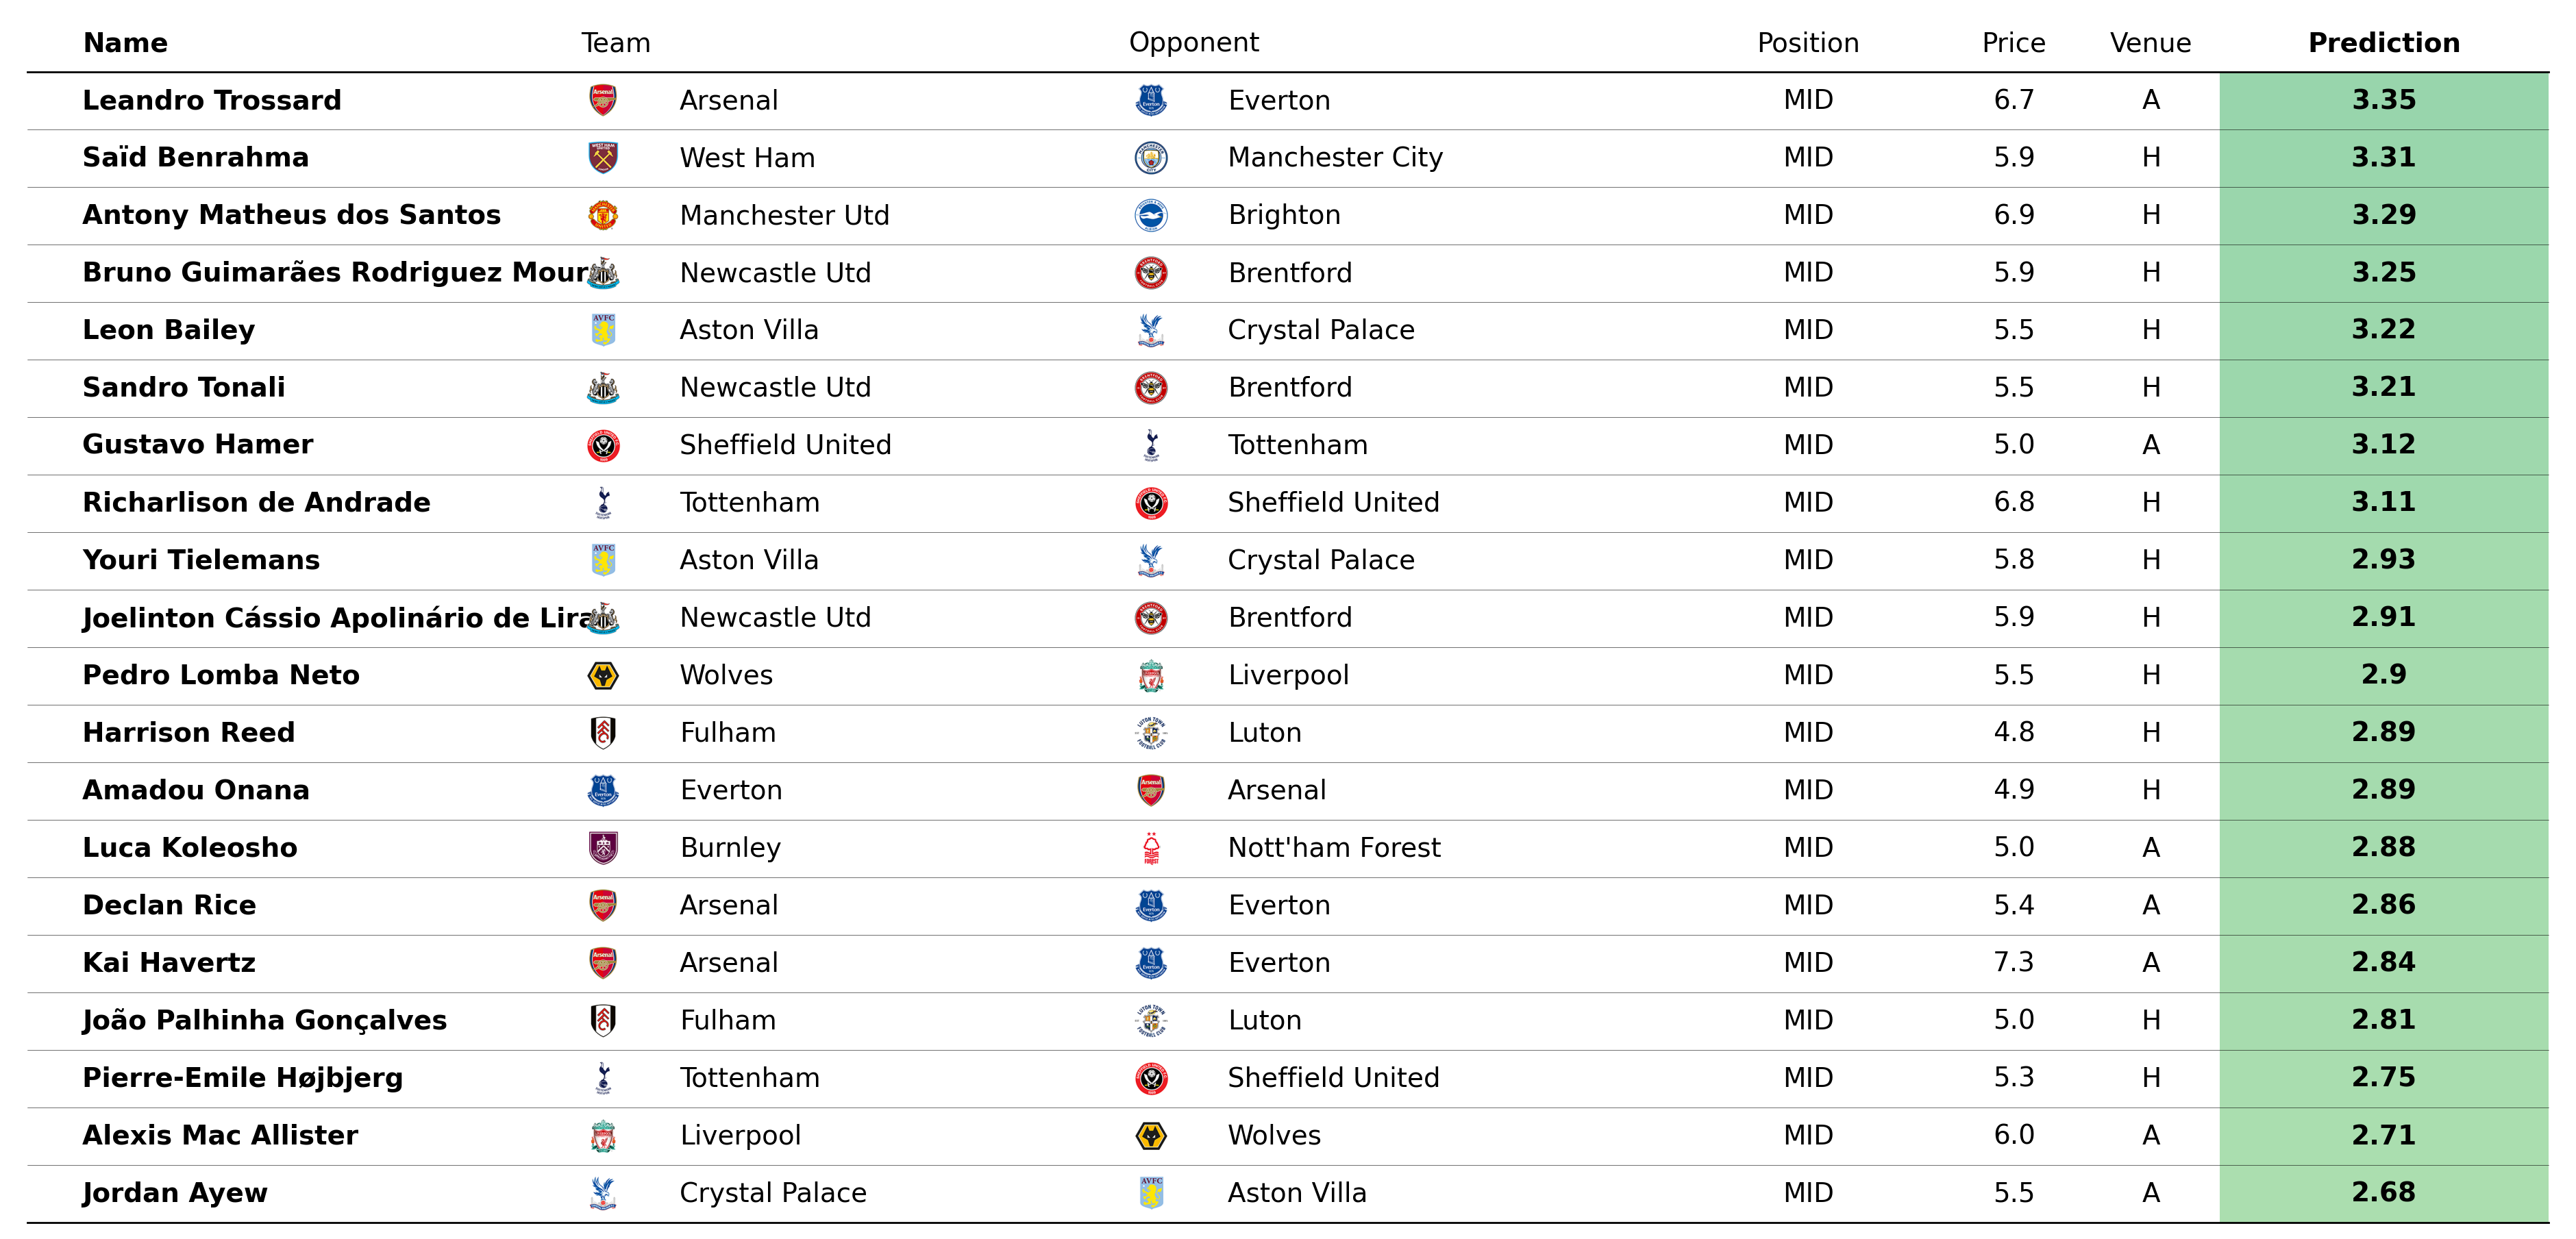 Name Team Opponent Position Price Venue Prediction
Leandro Trossard Arsenal Everton MID 6.7 A 3.35
Saïd Benrahma West Ham Manchester City MID 5.9 H 3.31
Antony Matheus dos Santos Manchester Utd Brighton MID 6.9 H 3.29
Bruno Guimarães Rodriguez Mour Newcastle Utd Brentford MID 5.9 H 3.25
Leon Bailey Aston Villa Crystal Palace MID 5.5 H 3.22
Sandro Tonali Newcastle Utd Brentford MID 5.5 H 3.21
Gustavo Hamer Sheffield United Tottenham MID 5.0 A 3.12
Richarlison de Andrade Tottenham Sheffield United MID 6.8 H 3.11
Youri Tielemans Aston Villa Crystal Palace MID 5.8 H 2.93
Joelinton Cássio Apolinário de Lira Newcastle Utd Brentford MID 5.9 H 2.91
Pedro Lomba Neto Wolves Liverpool MID 5.5 H 2.9
Harrison Reed Fulham Luton MID 4.8 H 2.89
Amadou Onana Everton Arsenal MID 4.9 H 2.89
Luca Koleosho Burnley Nott'ham Forest MID 5.0 A 2.88
Declan Rice Arsenal Everton MID 5.4 A 2.86
Kai Havertz Arsenal Everton MID 7.3 A 2.84
João Palhinha Gonçalves Fulham Luton MID 5.0 H 2.81
Pierre-Emile Højbjerg Tottenham Sheffield United MID 5.3 H 2.75
Alexis Mac Allister Liverpool Wolves MID 6.0 A 2.71
Jordan Ayew Crystal Palace Aston Villa MID 5.5 A 2.68